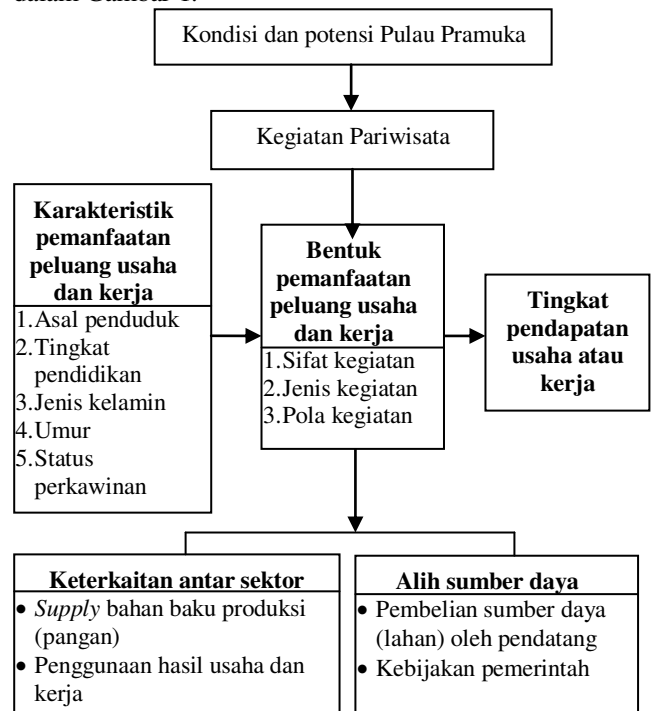 dalam Gambar 1.
Kondisi dan potensi Pulau Pramuka
Kegiatan Pariwisata
Karakteristik
pemanfaatan
peluang usaha
dan kerja
1.Asal penduduk
2.Tingkat
pendidikan
3.Jenis kelamin
4.Umur
5.Status
perkawinan
Bentuk
pemanfaatan
peluang usaha
dan kerja
1.Sifat kegiatan
2.Jenis kegiatan
3.Pola kegiatan
Tingkat
pendapatan
usaha atau
kerja
Keterkaitan antar sektor
• Supply bahan baku produksi
(pangan)
• Penggunaan hasil usaha dan
kerja
Alih sumber daya
• Pembelian sumber daya
(lahan) oleh pendatang
• Kebijakan pemerintah